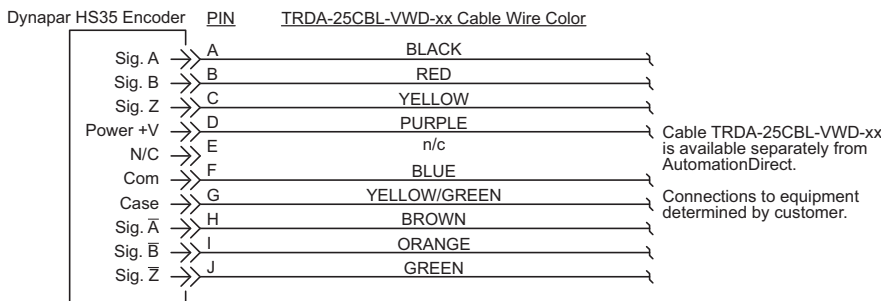 Dynapar HS35 Encoder PIN TRDA-25CBL-VWD-xx Cable Wire Color
Sig. A A BLACK
Sig. B B RED
Sig. Z C YELLOW
Power +V D PURPLE
N/C E n/c
Com F BLUE
Case G YELLOW/GREEN
Sig. A̅ H BROWN
Sig. B̅ I ORANGE
Sig. Z̅ J GREEN
Cable TRDA-25CBL-VWD-xx
is available separately from
AutomationDirect.
Connections to equipment
determined by customer.